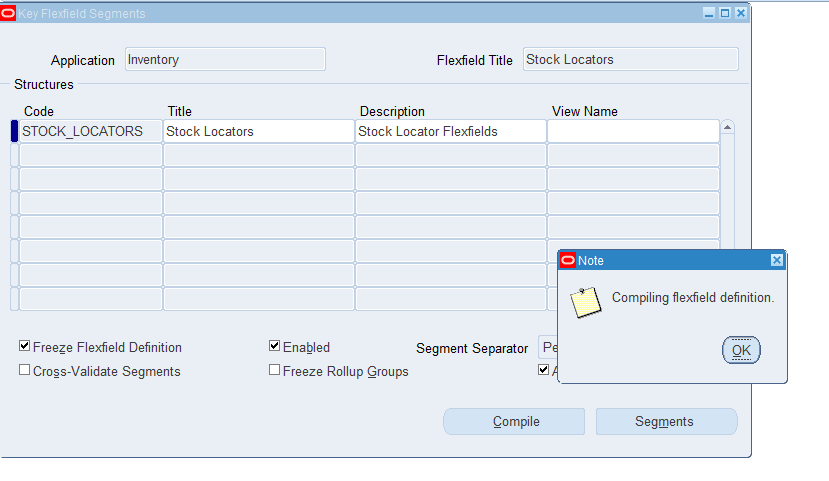 Key Flexfield Segments
Application Inventory Flexfield Title Stock Locators
Structures
Code Title Description View Name
STOCK_LOCATORS Stock Locators Stock Locator Flexfields
Note
Compiling flexfield definition.
OK
Freeze Flexfield Definition Enabled Segment Separator
Cross-Validate Segments Freeze Rollup Groups
Compile Segments